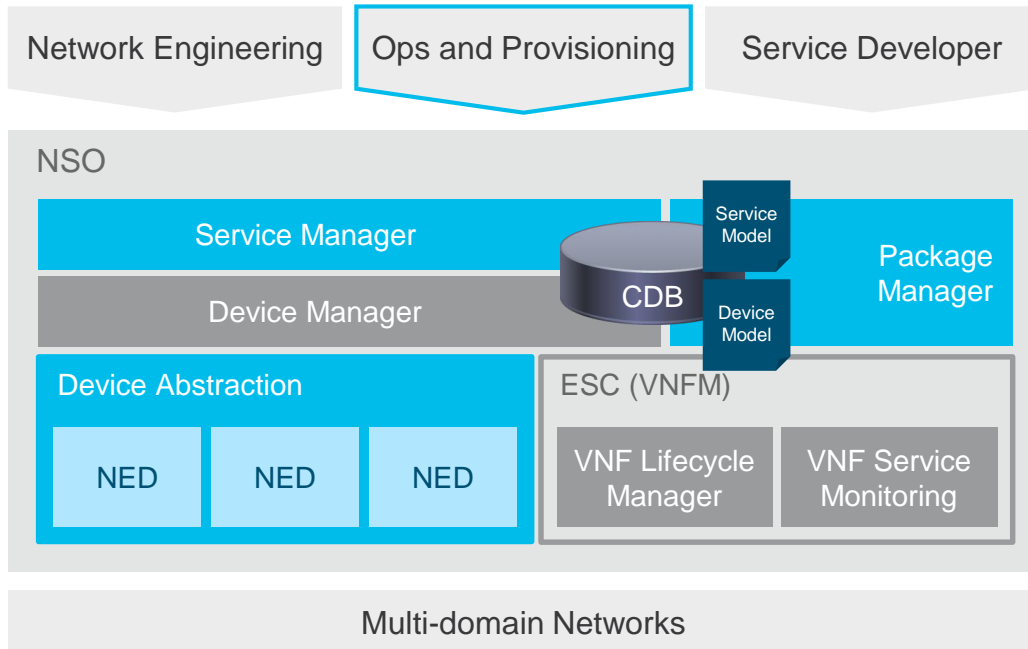 Network Engineering
Ops and Provisioning
Service Developer
NSO
Service Manager
Service
Model
Package
Manager
Device Manager
CDB
Device
Model
Device Abstraction
ESC (VNFM)
NED
NED
NED
VNF Lifecycle
Manager
VNF Service
Monitoring
Multi-domain Networks